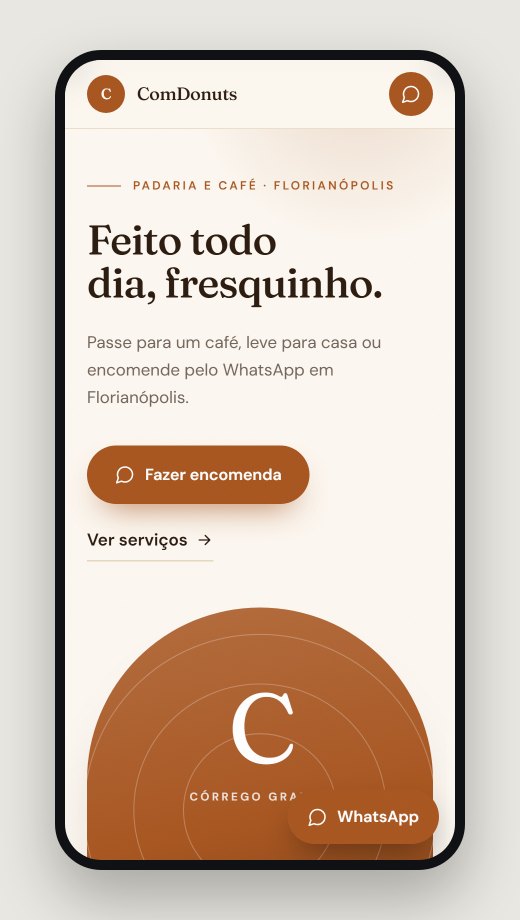 C ComDonuts
PADARIA E CAFÉ · FLORIANÓPOLIS
Feito todo
dia, fresquinho.
Passe para um café, leve para casa ou
encomende pelo WhatsApp em
Florianópolis.
Fazer encomenda
Ver serviços →
C
CÓRREGO
WhatsApp